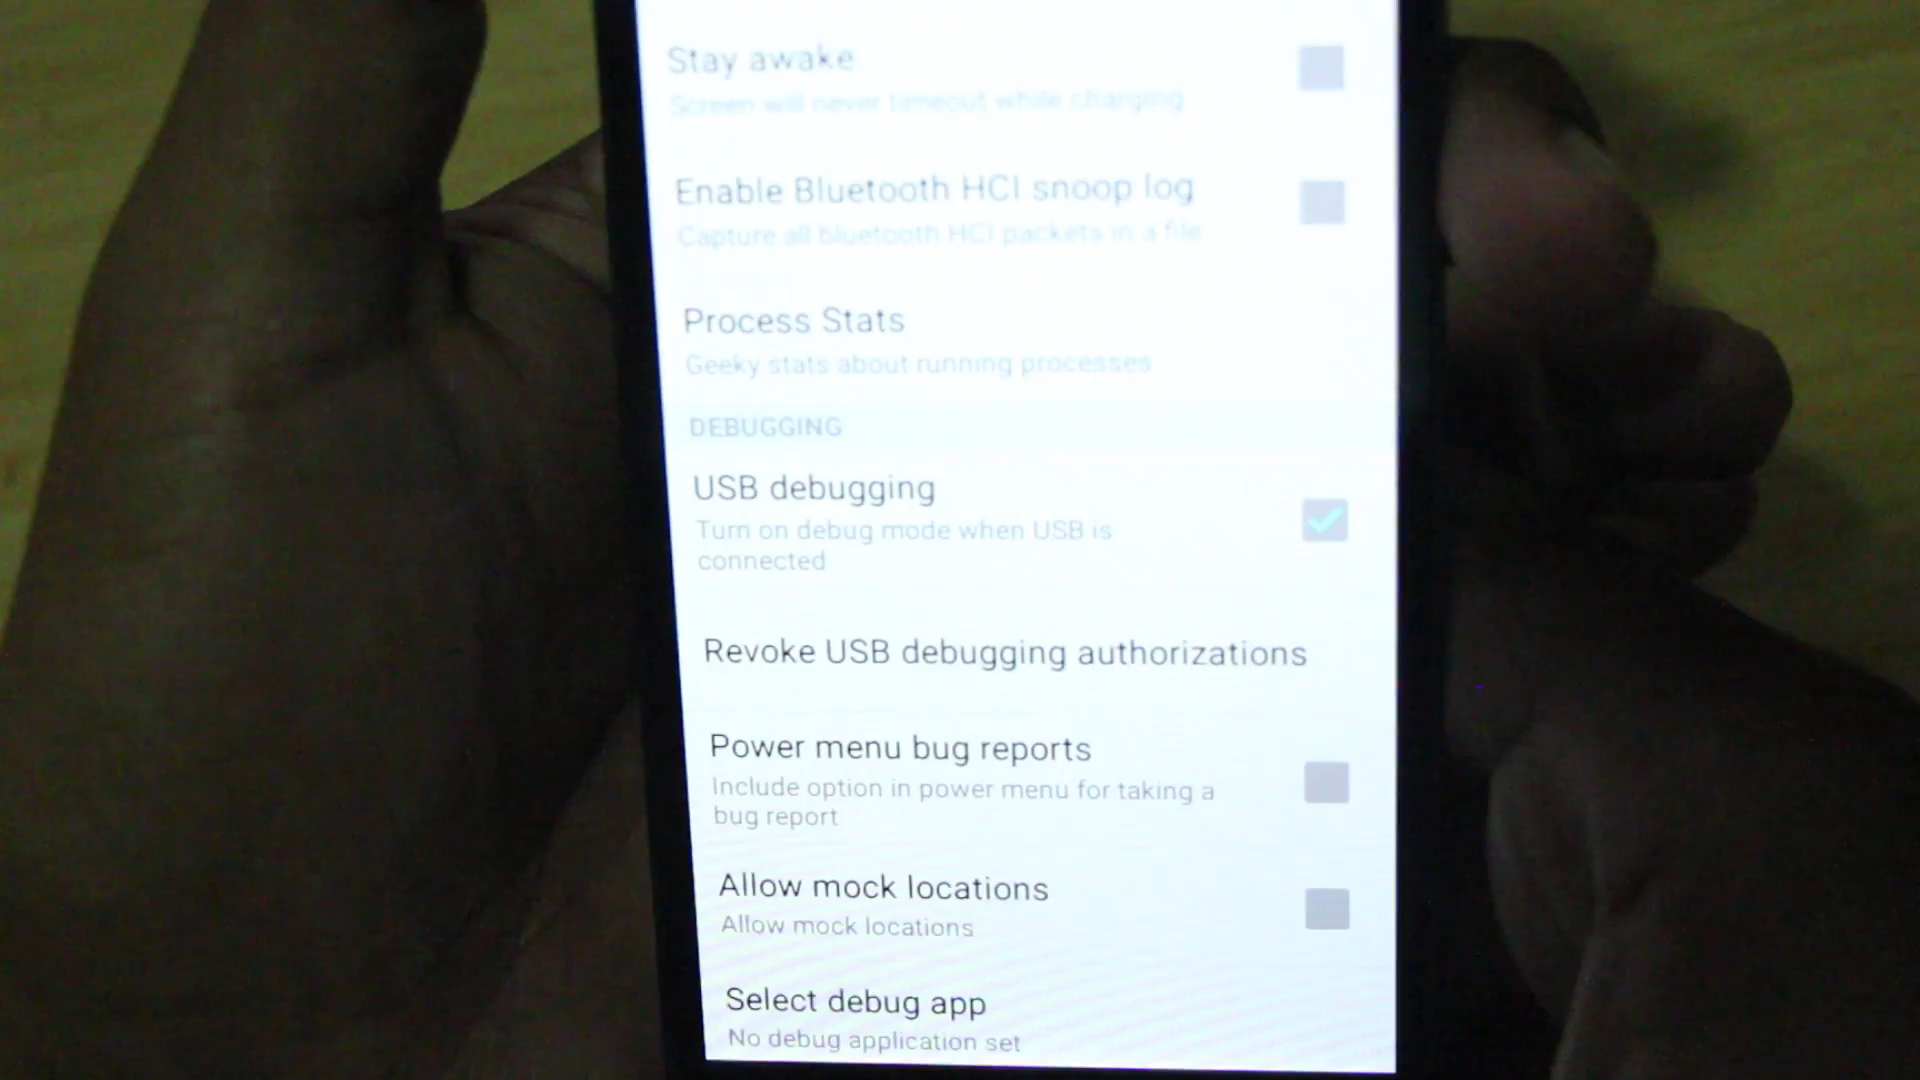 Stay awake
Screen will never timeout while charging
Enable Bluetooth HCI snoop log
Capture all bluetooth HCI packets in a file
Process Stats
Geeky stats about running processes
DEBUGGING
USB debugging
Turn on debug mode when USB is
connected
Revoke USB debugging authorizations
Power menu bug reports
Include option in power menu for taking a
bug report
Allow mock locations
Allow mock locations
Select debug app
No debug application set